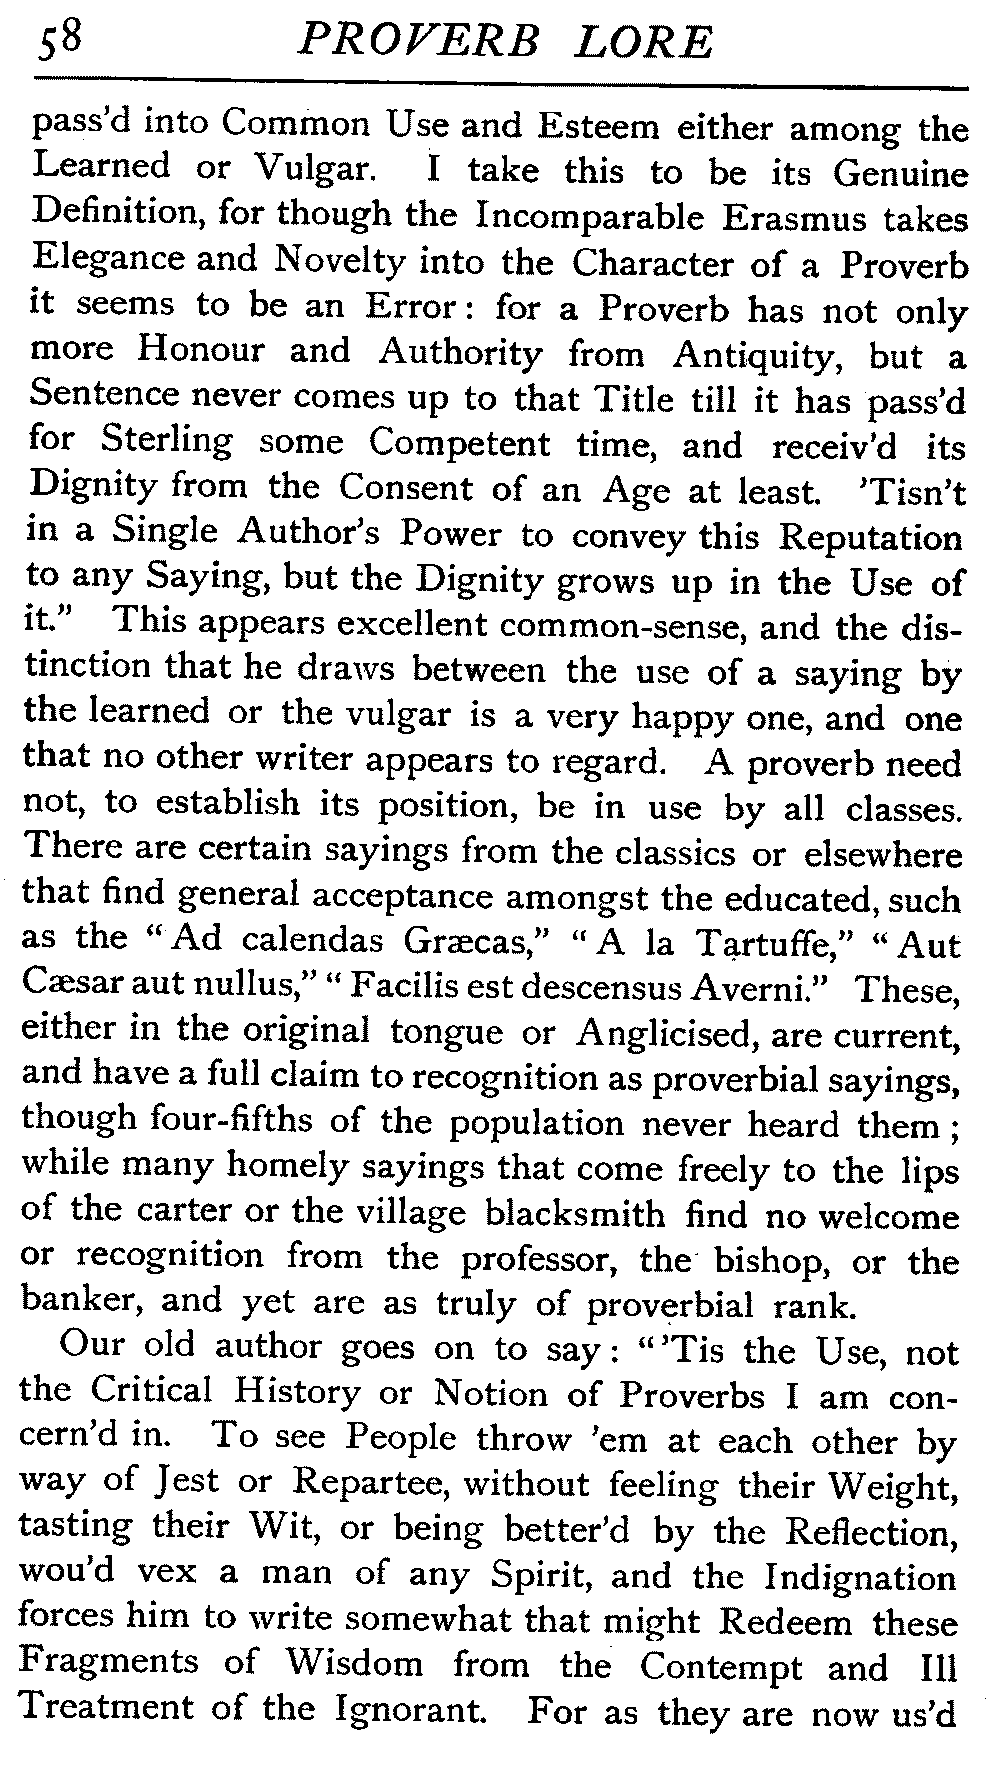 58 PROVERB LORE
pass'd into Common Use and Esteem either among the
Learned or Vulgar. I take this to be its Genuine
Definition, for though the Incomparable Erasmus takes
Elegance and Novelty into the Character of a Proverb
it seems to be an Error: for a Proverb has not only
more Honour and Authority from Antiquity, but a
Sentence never comes up to that Title till it has pass'd
for Sterling some Competent time, and receiv'd its
Dignity from the Consent of an Age at least. 'Tisn't
in a Single Author's Power to convey this Reputation
to any Saying, but the Dignity grows up in the Use of
it." This appears excellent common-sense, and the dis-
tinction that he draws between the use of a saying by
the learned or the vulgar is a very happy one, and one
that no other writer appears to regard. A proverb need
not, to establish its position, be in use by all classes.
There are certain sayings from the classics or elsewhere
that find general acceptance amongst the educated, such
as the "Ad calendas Græcas," "A la Tartuffe," "Aut
Cæsar aut nullus," "Facilis est descensus Averni." These,
either in the original tongue or Anglicised, are current,
and have a full claim to recognition as proverbial sayings,
though four-fifths of the population never heard them;
while many homely sayings that come freely to the lips
of the carter or the village blacksmith find no welcome
or recognition from the professor, the bishop, or the
banker, and yet are as truly of proverbial rank.
Our old author goes on to say: "'Tis the Use, not
the Critical History or Notion of Proverbs I am con-
cern'd in. To see People throw 'em at each other by
way of Jest or Repartee, without feeling their Weight,
tasting their Wit, or being better'd by the Reflection,
wou'd vex a man of any Spirit, and the Indignation
forces him to write somewhat that might Redeem these
Fragments of Wisdom from the Contempt and Ill
Treatment of the Ignorant. For as they are now us'd